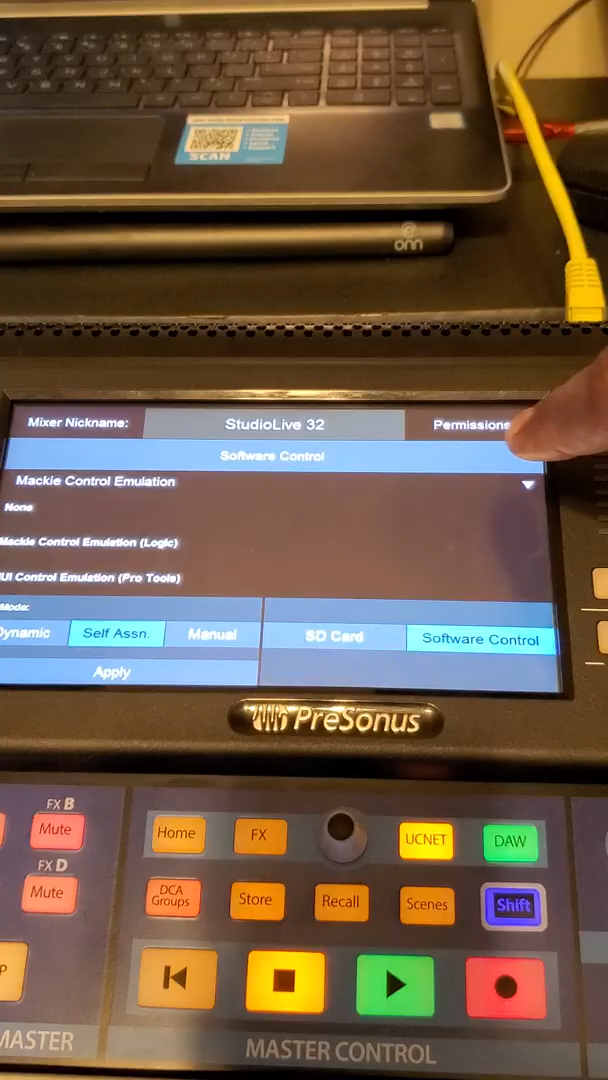 SCAN
onn
Mixer Nickname: StudioLive 32 Permissions
Software Control
Mackie Control Emulation
None
Mackie Control Emulation (Logic)
UI Control Emulation (Pro Tools)
Mode:
Dynamic Self Assn. Manual SD Card Software Control
Apply
PreSonus
FX B
Mute Home FX UCNET DAW
FX D
Mute DCA Groups Store Recall Scenes Shift
P
MASTER MASTER CONTROL